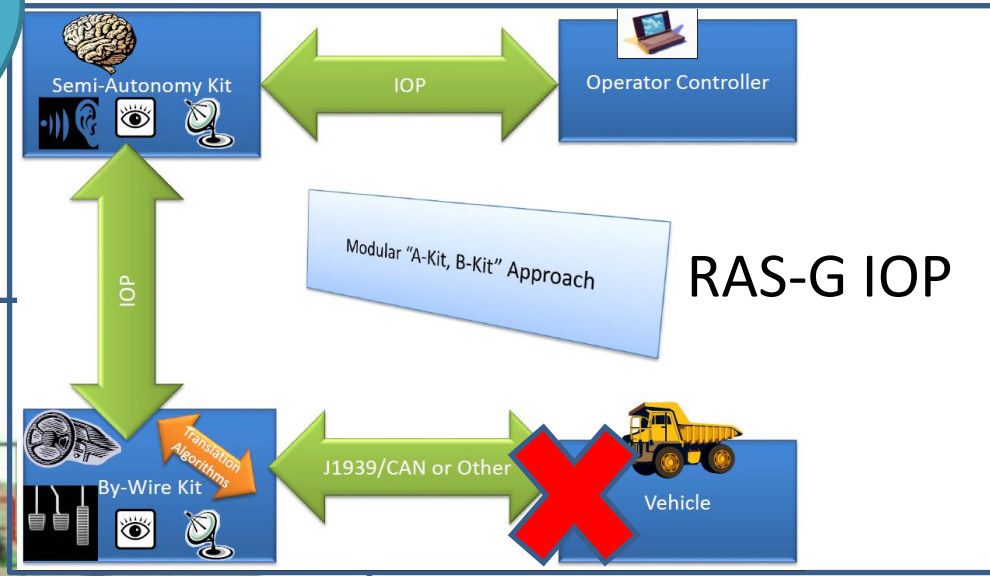 Semi-Autonomy Kit
IOP
Operator Controller
Modular "A-Kit, B-Kit" Approach
RAS-G IOP
IOP
Translation
Algorithms
By-Wire Kit
J1939/CAN or Other
Vehicle